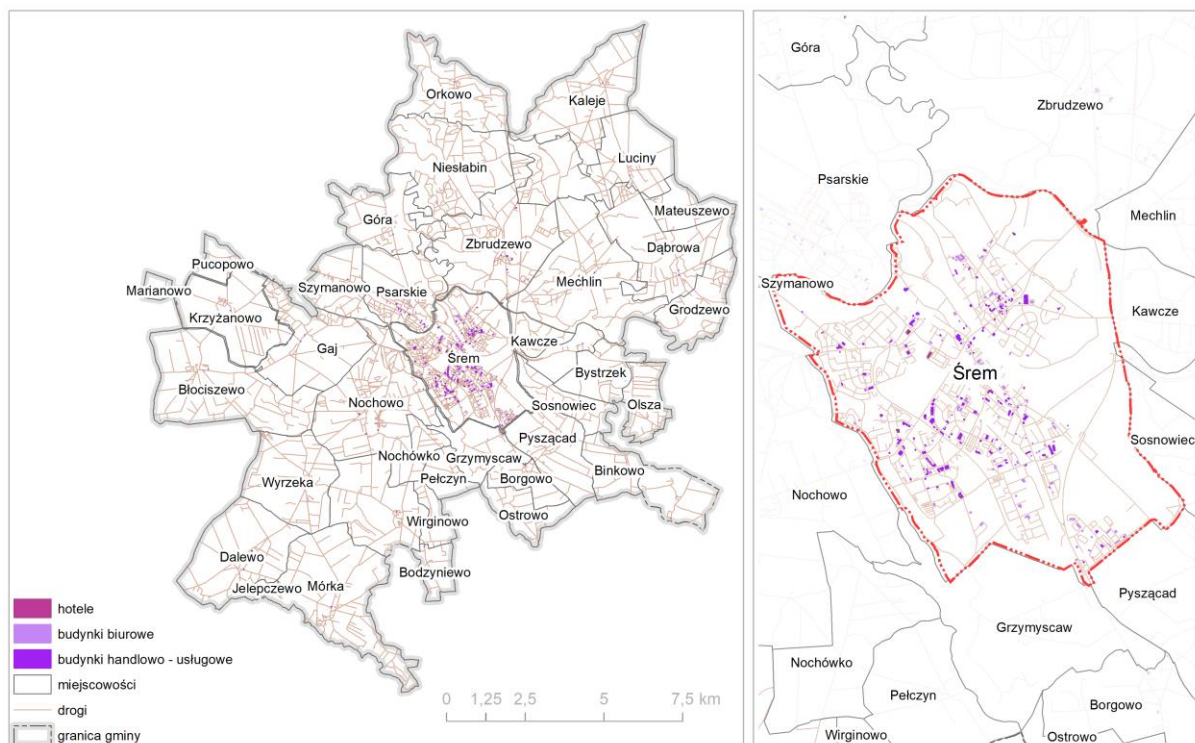 Orkowo
Kaleje
Niesłabin
Luciny
Góra
Mateuszewo
Zbrudzewo
Dąbrowa
Pucopowo
Mechlin
Marianowo
Szymanowo
Psarskie
Krzyżanowo
Grodzewo
Gaj
Kawcze
Śrem
Błociszewo
Bystrzek
Nochowo
Sosnowiec
Olsza
Pyszącad
Nochówko
Grzymyscaw
Binkowo
Wyrzeka
Pełczyn
Borgowo
Ostrowo
Wirginowo
Dalewo
Bodzyniewo
Jelepczewo
Mórka
hotele
budynki biurowe
budynki handlowo - usługowe
miejscowości
drogi
granica gminy
0 1,25 2,5 5 7,5 km
Góra
Zbrudzewo
Psarskie
Mechlin
Szymanowo
Kawcze
Śrem
Sosnowiec
Nochowo
Pyszącad
Grzymyscaw
Nochówko
Pełczyn
Borgowo
Wirginowo
Ostrowo